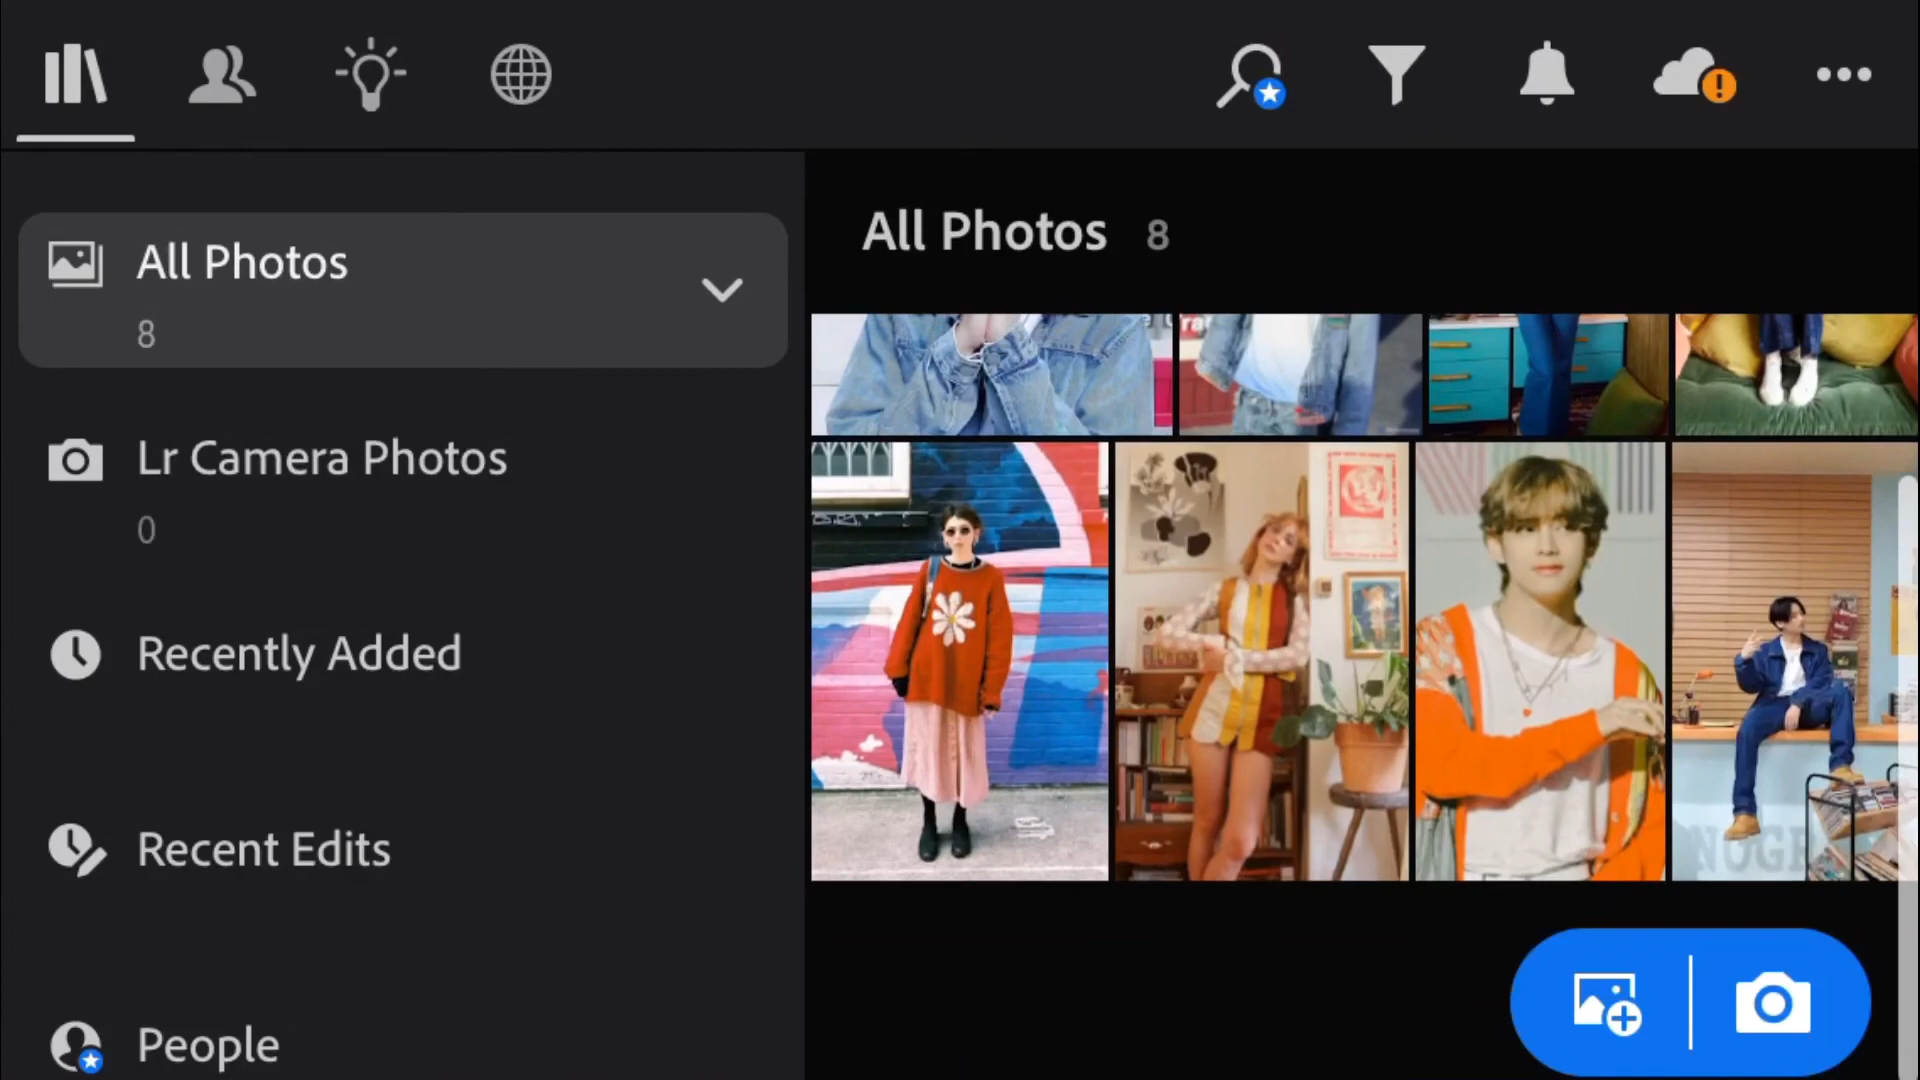 All Photos
8
Lr Camera Photos
0
Recently Added
Recent Edits
People
All Photos 8